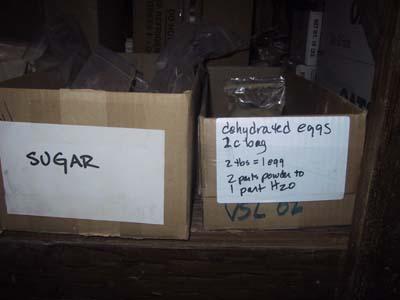 SUGAR
dehydrated eggs
2c bag
2 tbs = 1 egg
2 parts powder to
1 part H2O